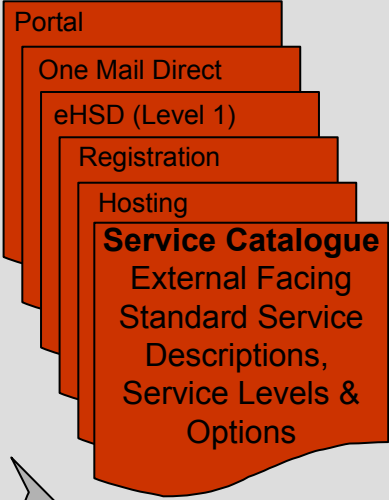 Portal
One Mail Direct
eHSD (Level 1)
Registration
Hosting
Service Catalogue
External Facing
Standard Service
Descriptions,
Service Levels &
Options